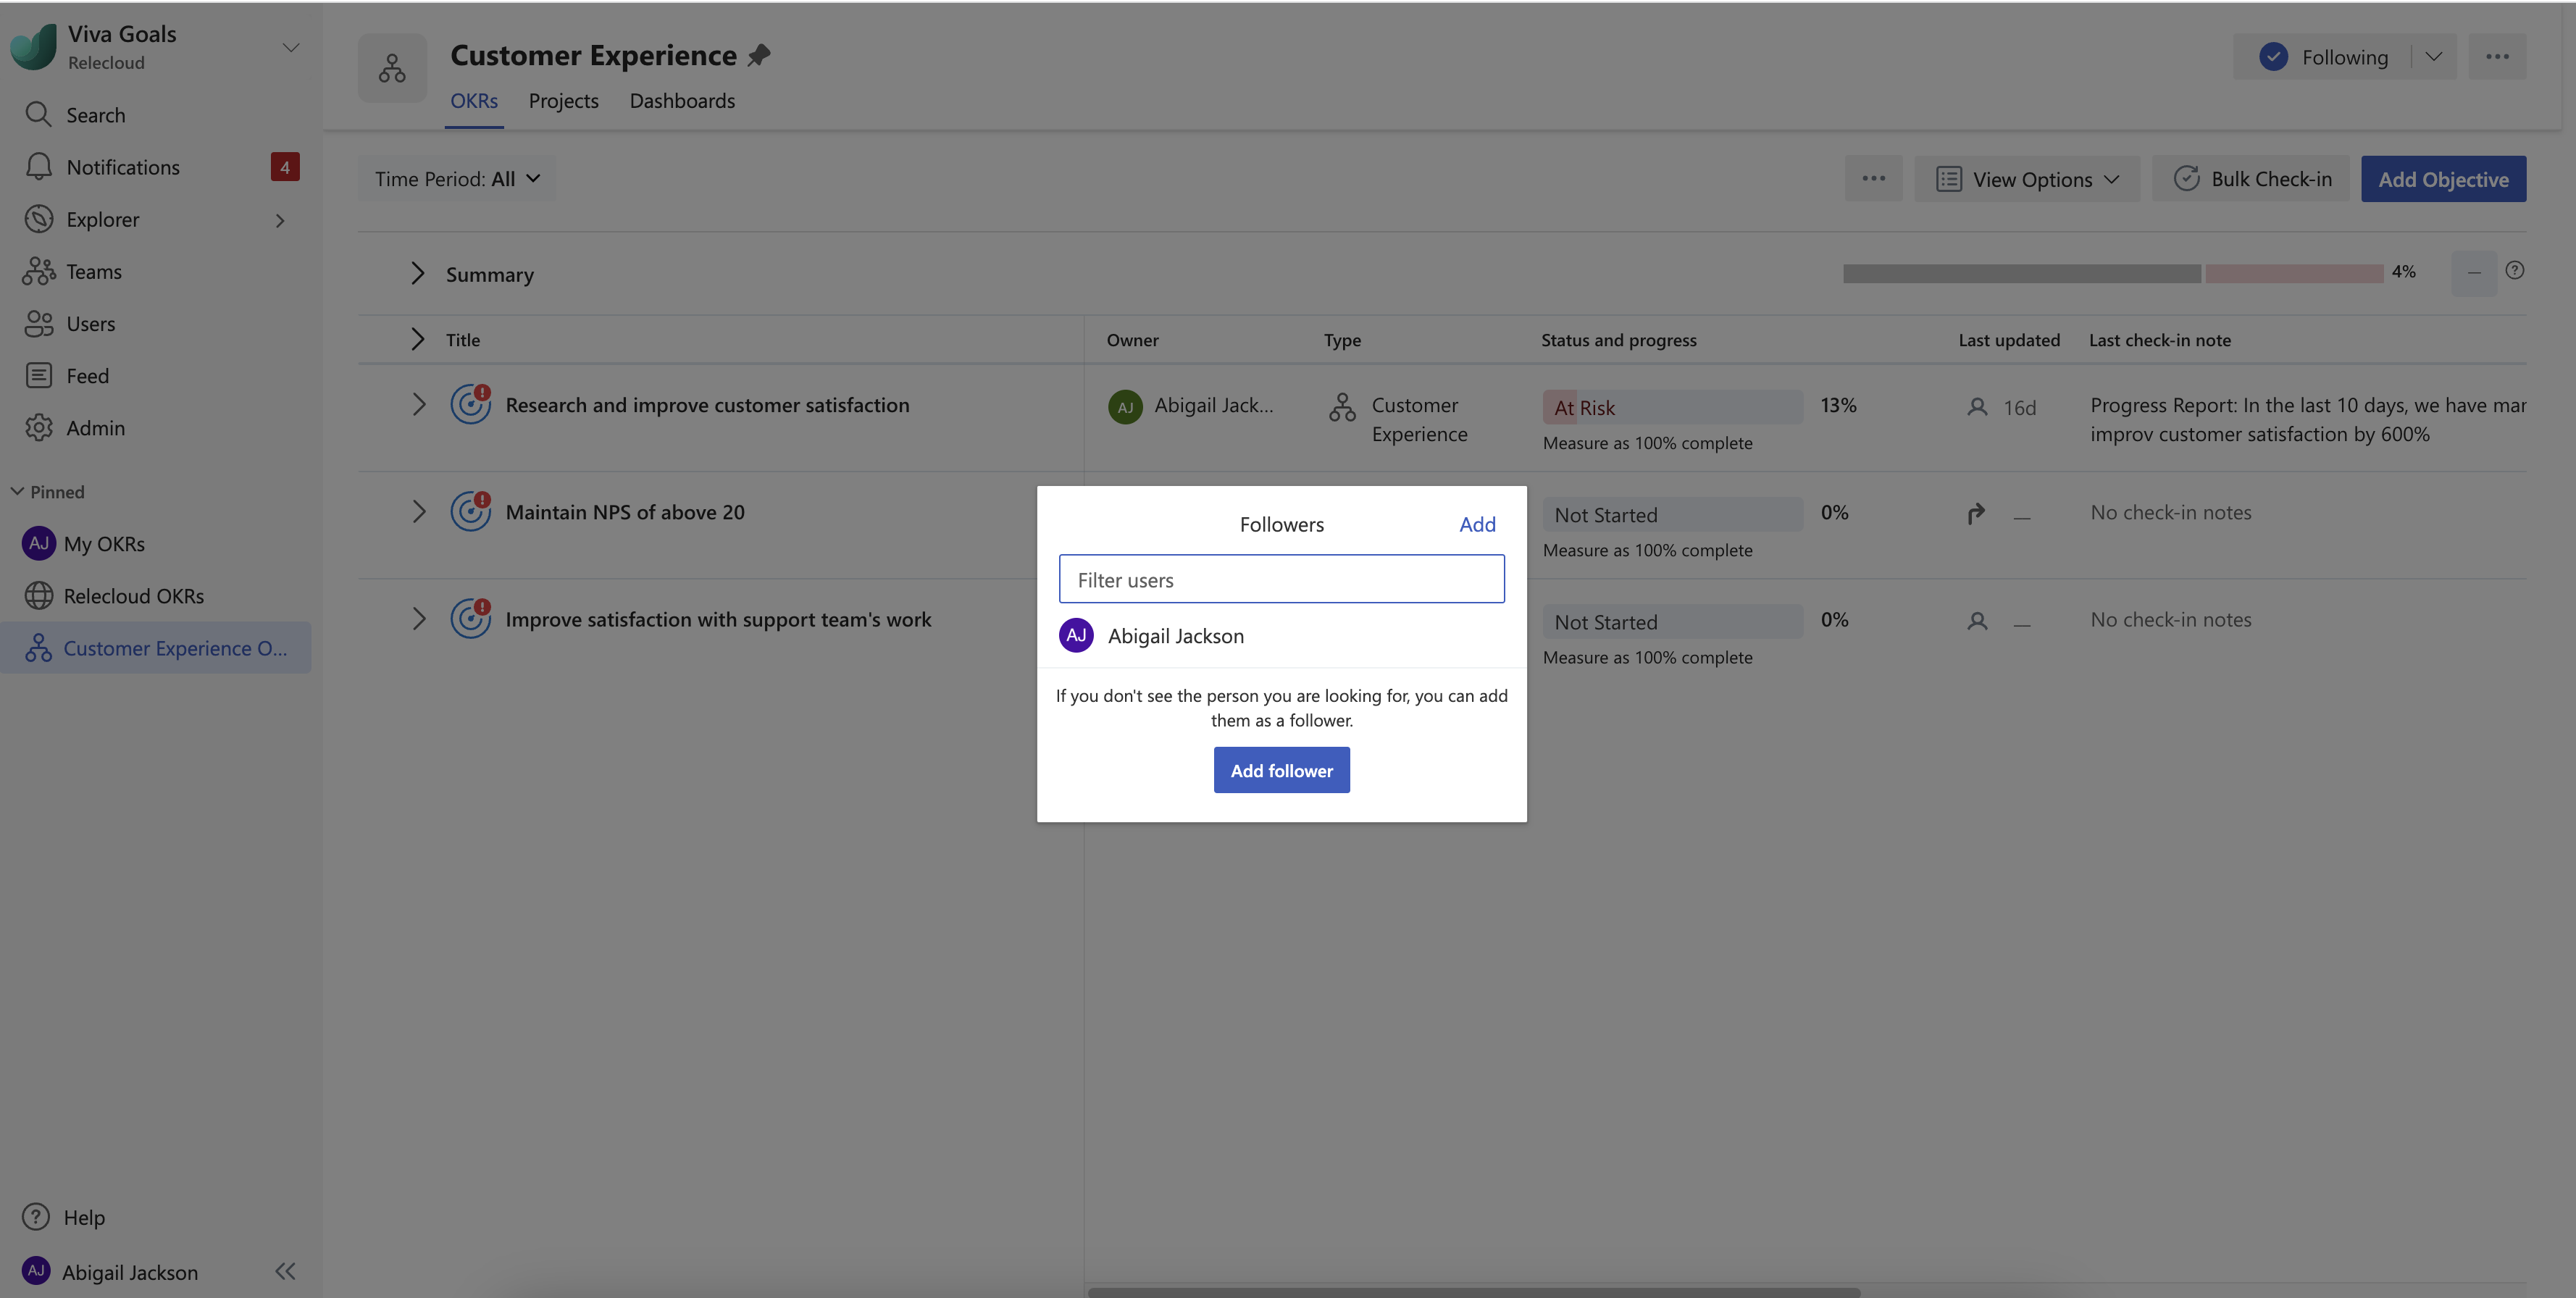 Viva Goals
Relecloud
Search
Notifications 4
Explorer
Teams
Users
Feed
Admin
Pinned
AJ My OKRs
Relecloud OKRs
Customer Experience O...
Help
AJ Abigail Jackson
Customer Experience
OKRs Projects Dashboards
Following
Time Period: All
View Options Bulk Check-in Add Objective
Summary 4%
Title Owner Type Status and progress Last updated Last check-in note
Research and improve customer satisfaction AJ Abigail Jack... Customer At Risk 13% 16d Progress Report: In the last 10 days, we have mar
Experience Measure as 100% complete improv customer satisfaction by 600%
Maintain NPS of above 20 Not Started 0% — No check-in notes
Measure as 100% complete
Improve satisfaction with support team's work Not Started 0% — No check-in notes
Measure as 100% complete
Followers Add
Filter users
AJ Abigail Jackson
If you don't see the person you are looking for, you can add
them as a follower.
Add follower